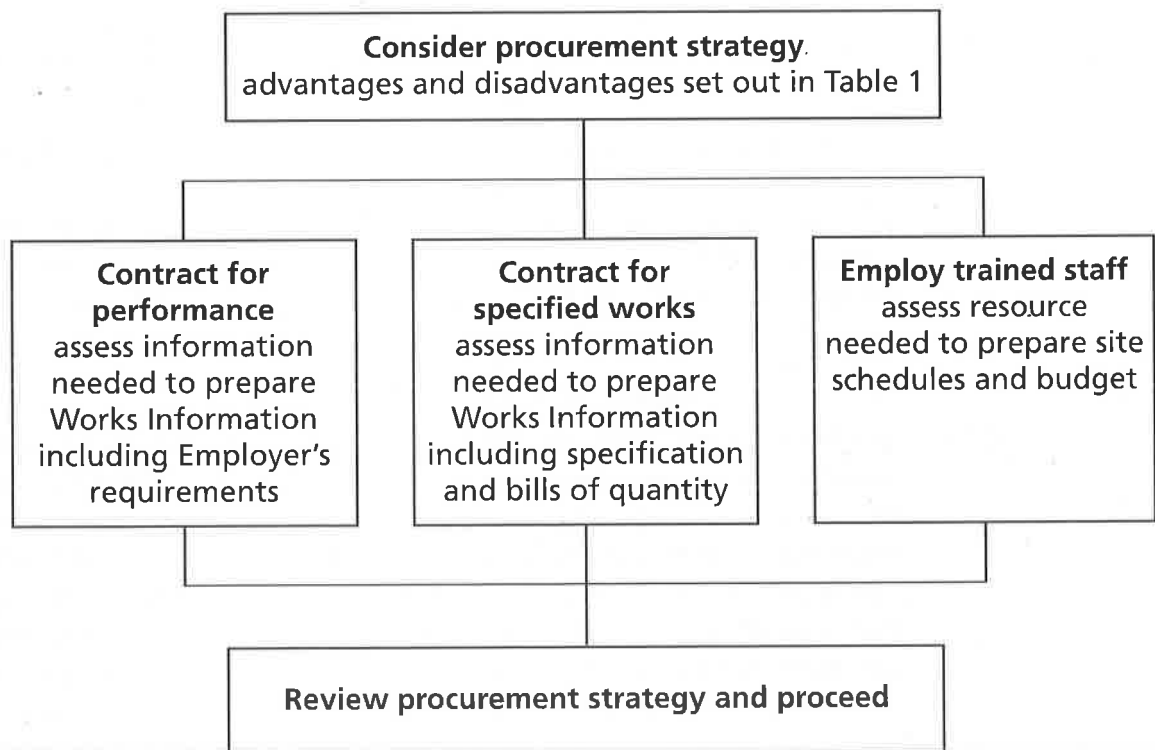 Consider procurement strategy.
advantages and disadvantages set out in Table 1
Contract for
performance
assess information
needed to prepare
Works Information
including Employer's
requirements
Contract for
specified works
assess information
needed to prepare
Works Information
including specification
and bills of quantity
Employ trained staff
assess resource
needed to prepare site
schedules and budget
Review procurement strategy and proceed